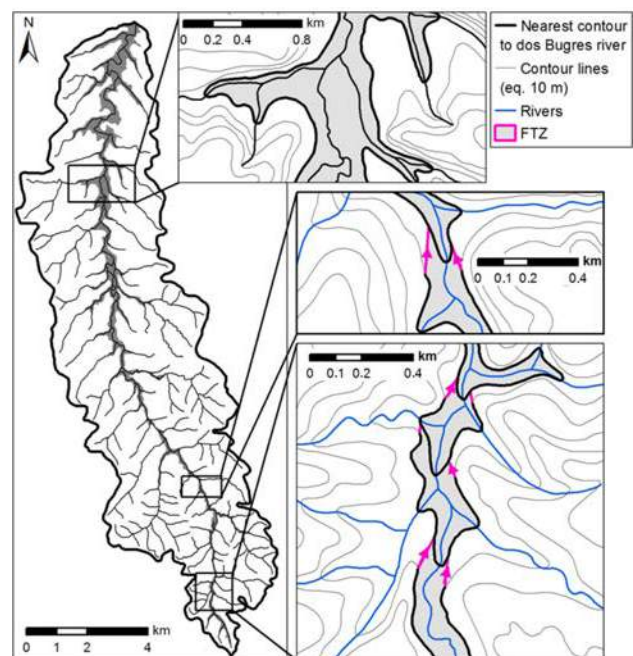 N
km
0 0.2 0.4 0.8
Nearest contour
to dos Bugres river
Contour lines
(eq. 10 m)
Rivers
FTZ
km
0 0.1 0.2 0.4
km
0 0.1 0.2 0.4
km
0 1 2 4